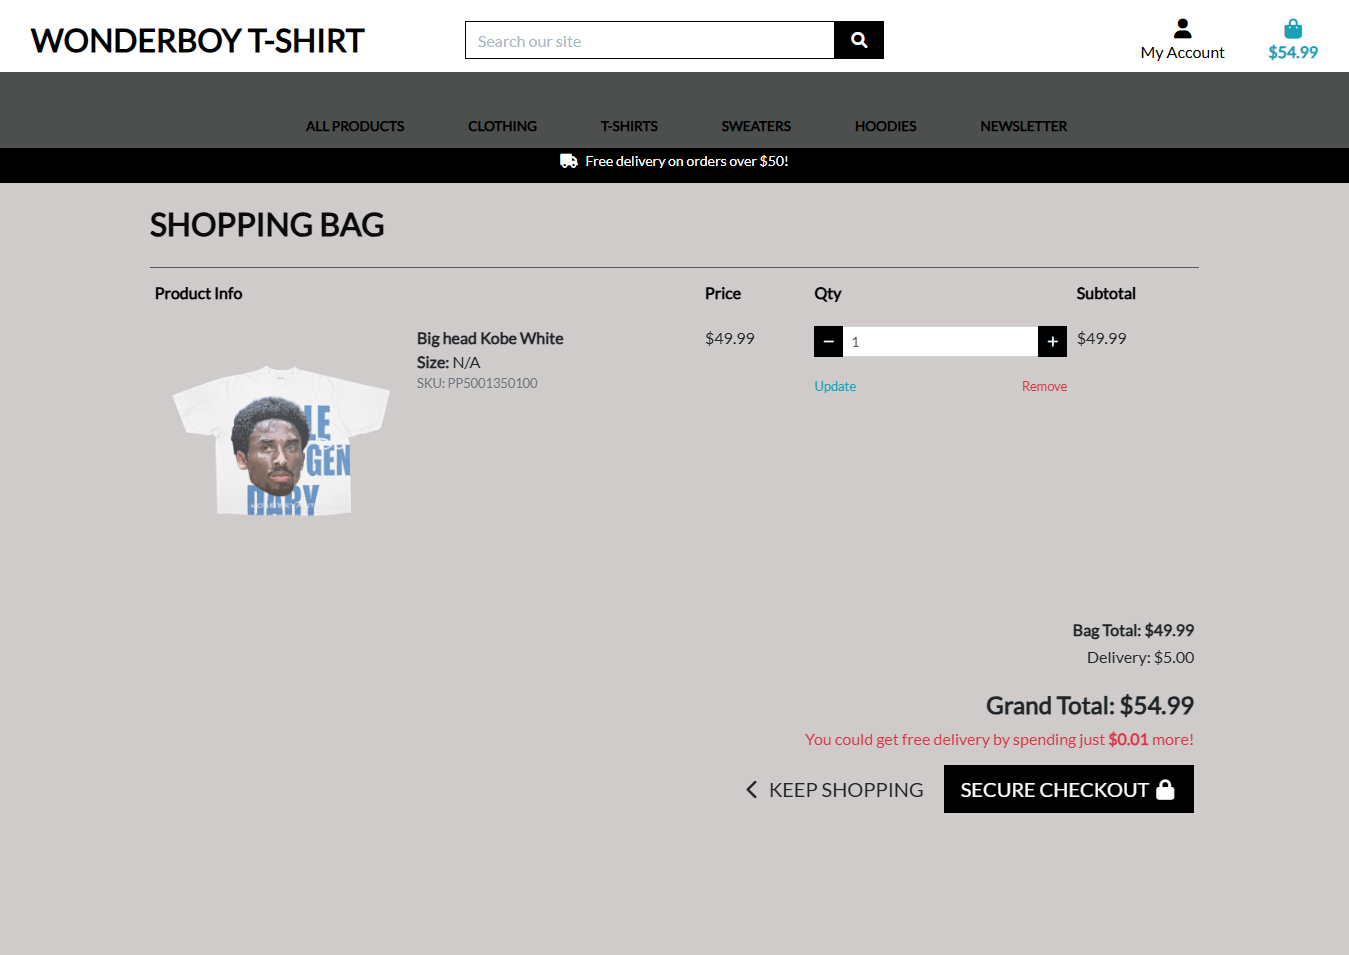 WONDERBOY T-SHIRT
Search our site
My Account
$54.99
ALL PRODUCTS CLOTHING T-SHIRTS SWEATERS HOODIES NEWSLETTER
Free delivery on orders over $50!
SHOPPING BAG
Product Info Price Qty Subtotal
Big head Kobe White $49.99 1 $49.99
Size: N/A
SKU: PP5001350100 Update Remove
LE
GEN
DARY
Bag Total: $49.99
Delivery: $5.00
Grand Total: $54.99
You could get free delivery by spending just $0.01 more!
KEEP SHOPPING SECURE CHECKOUT